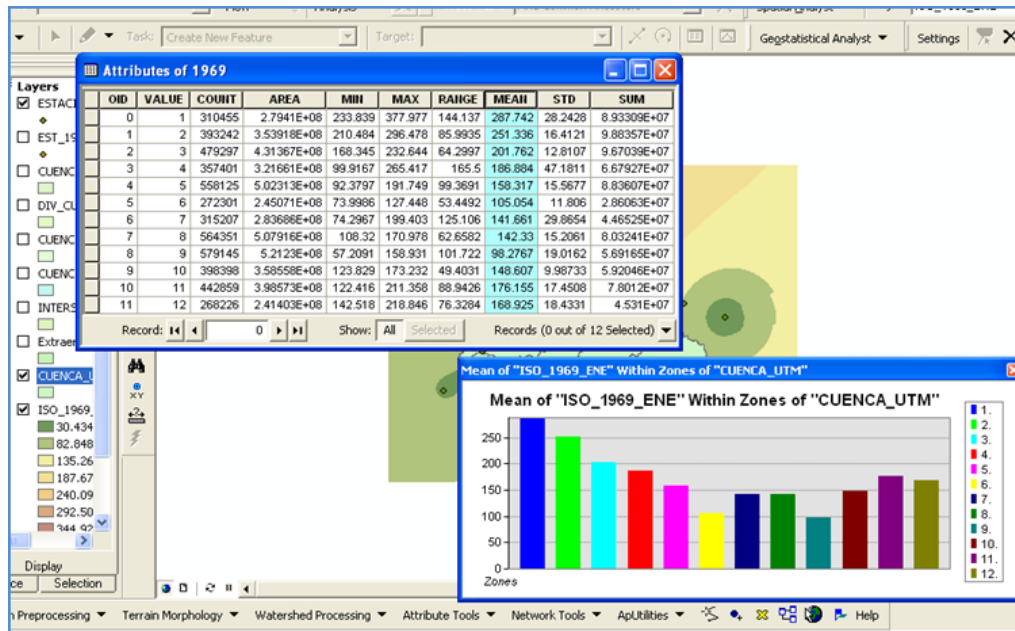 Task: Create New Feature Target: Geostatistical Analyst Settings
Attributes of 1969
OID VALUE COUNT AREA MIN MAX RANGE MEAN STD SUM
0 1 310455 2.7941E+08 233.839 377.977 144.137 287.742 28.2428 8.93309E+07
1 2 393242 3.53918E+08 210.484 296.478 85.9935 251.336 16.4121 9.88357E+07
2 3 479297 4.31367E+08 168.345 232.644 64.2997 201.762 12.8107 9.67039E+07
3 4 357401 3.21661E+08 99.9167 265.417 165.5 186.884 47.1811 6.67927E+07
4 5 558125 5.02313E+08 92.3797 191.749 99.3691 158.317 15.5677 8.83607E+07
5 6 272301 2.45071E+08 73.9986 127.448 53.4492 105.054 11.806 2.86063E+07
6 7 315207 2.83686E+08 74.2967 199.403 125.106 141.661 29.8654 4.46525E+07
7 8 564351 5.07916E+08 108.32 170.978 62.6582 142.33 15.2061 8.03241E+07
8 9 579145 5.2123E+08 57.2091 158.931 101.722 98.2767 19.0162 5.69165E+07
9 10 398398 3.58558E+08 123.829 173.232 49.4031 148.607 9.98733 5.92046E+07
10 11 442859 3.98573E+08 122.416 211.358 88.9426 176.155 17.4508 7.8012E+07
11 12 268226 2.41403E+08 142.518 218.846 76.3284 168.925 18.4331 4.531E+07
Record: 0 Show: All Selected Records (0 out of 12 Selected)
Layers
ESTACI
EST_19
CUENC
DIV_CU
CUENC
CUENC
INTERS
Extraer
CUENCA_U
ISO_1969_
30.434
82.848
135.26
187.67
240.09
292.50
344.92
Display
ce Selection
XY
Mean of "ISO_1969_ENE" Within Zones of "CUENCA_UTM"
Mean of "ISO_1969_ENE" Within Zones of "CUENCA_UTM"
250
200
150
100
50
0
Zones
1.
2.
3.
4.
5.
6.
7.
8.
9.
10.
11.
12.
n Preprocessing Terrain Morphology Watershed Processing Attribute Tools Network Tools ApUtilities Help